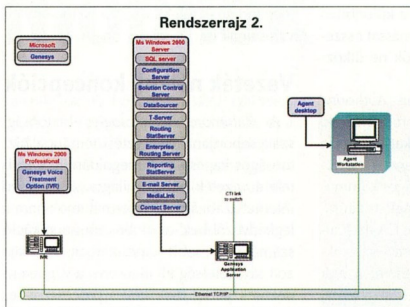 Rendszerrajz 2.
Microsoft
Genesys
Ms Windows 2000
Server
SQL server
Configuration
Server
Solution Control
Server
DataSourcer
T-Server
Routing
StatServer
Enterprise
Routing Server
Reporting
StatServer
E-mail Server
MediaLink
Contact Server
Ms Windows 2000
Professional
Genesys Voice
Treatment
Option (IVR)
IVR
CTI link
to switch
Genesys
Application
Server
Agent
desktop
Agent
Workstation
Ethernet TCP/IP